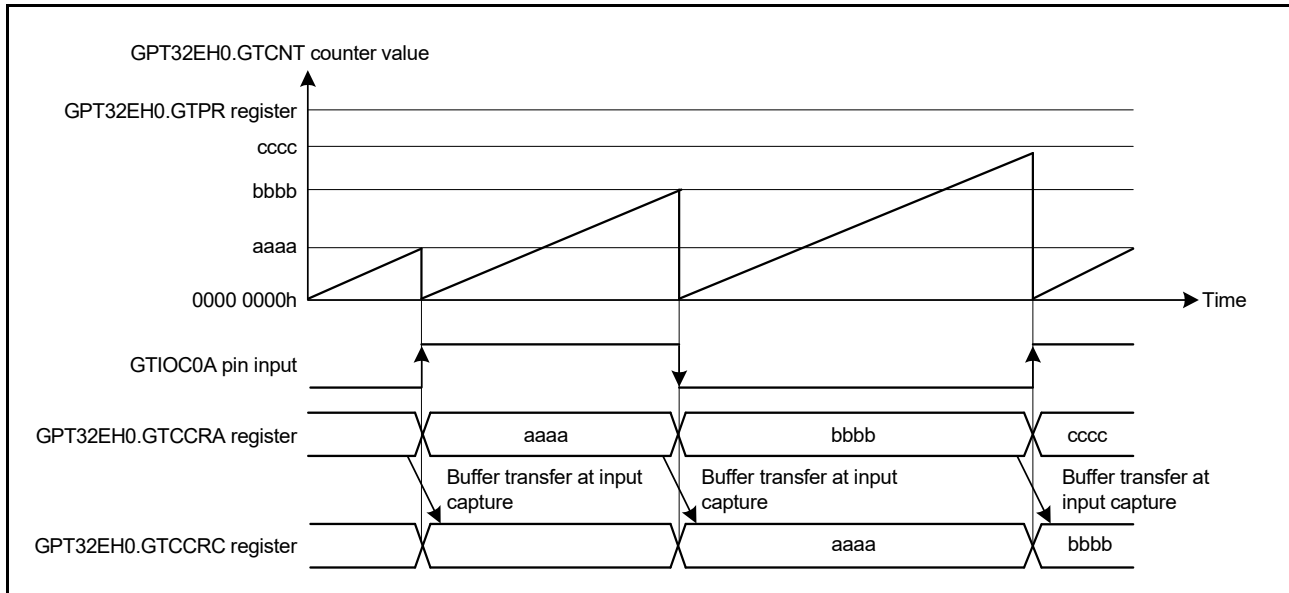 GPT32EH0.GTCNT counter value
GPT32EH0.GTPR register
cccc
bbbb
aaaa
0000 0000h
Time
GTIOC0A pin input
GPT32EH0.GTCCRA register
aaaa
bbbb
cccc
Buffer transfer at input
capture
Buffer transfer at input
capture
Buffer transfer at
input capture
GPT32EH0.GTCCRC register
aaaa
bbbb